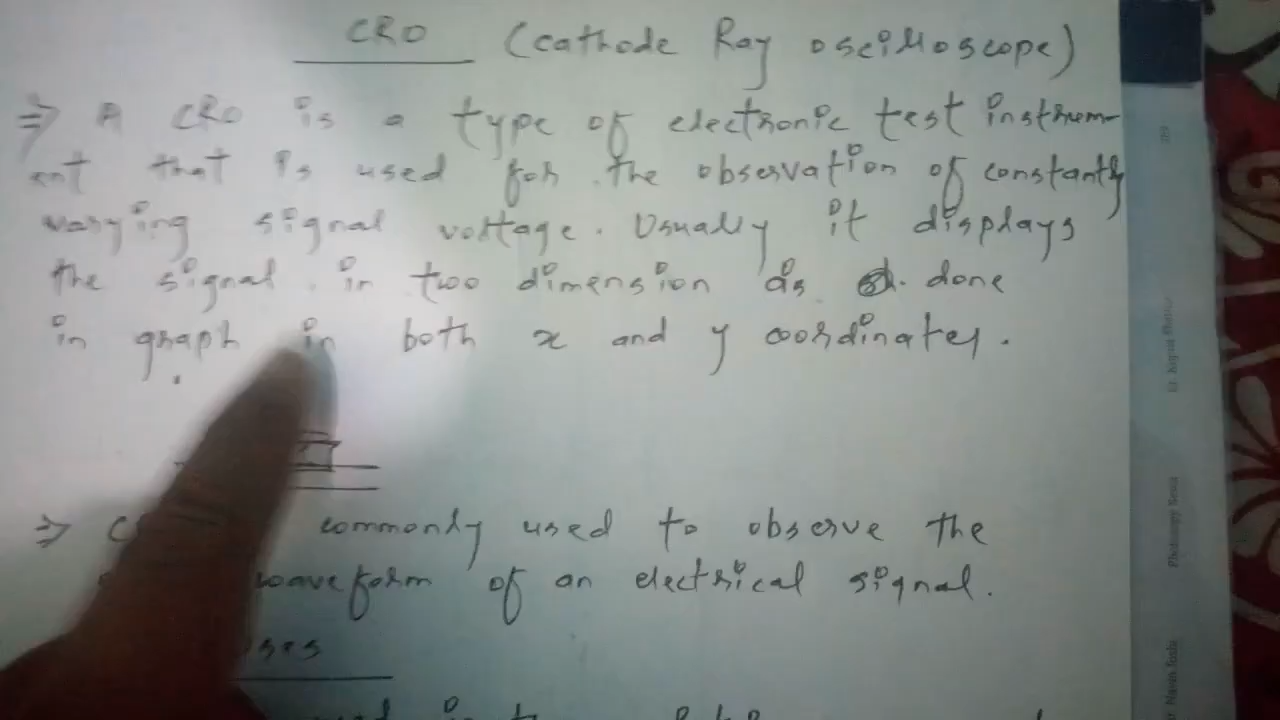 CRO (Cathode Ray oscilloscope)
⇒ A CRO is a type of electronic test instrum-
ent that is used for the observation of constantly
varying signal voltage. Usually it displays
the signal in two dimension as done
in graph in both x and y coordinates.
⇒ commonly used to observe the
waveform of an electrical signal.